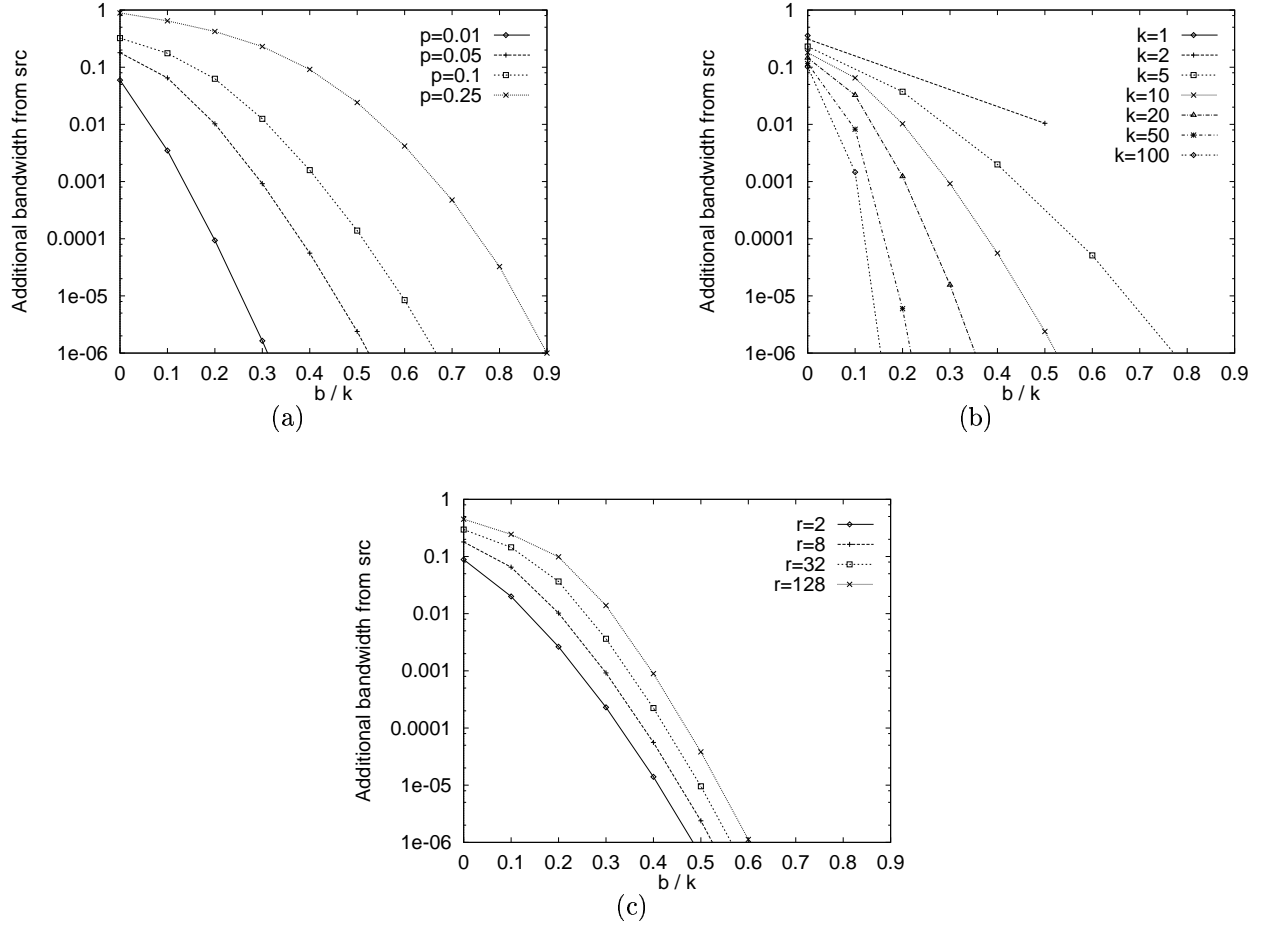 1
0.1
0.01
0.001
0.0001
1e-05
1e-06
Additional bandwidth from src
p=0.01
p=0.05
p=0.1
p=0.25
0 0.1 0.2 0.3 0.4 0.5 0.6 0.7 0.8 0.9
b / k
(a)
1
0.1
0.01
0.001
0.0001
1e-05
1e-06
Additional bandwidth from src
k=1
k=2
k=5
k=10
k=20
k=50
k=100
0 0.1 0.2 0.3 0.4 0.5 0.6 0.7 0.8 0.9
b / k
(b)
1
0.1
0.01
0.001
0.0001
1e-05
1e-06
Additional bandwidth from src
r=2
r=8
r=32
r=128
0 0.1 0.2 0.3 0.4 0.5 0.6 0.7 0.8 0.9
b / k
(c)